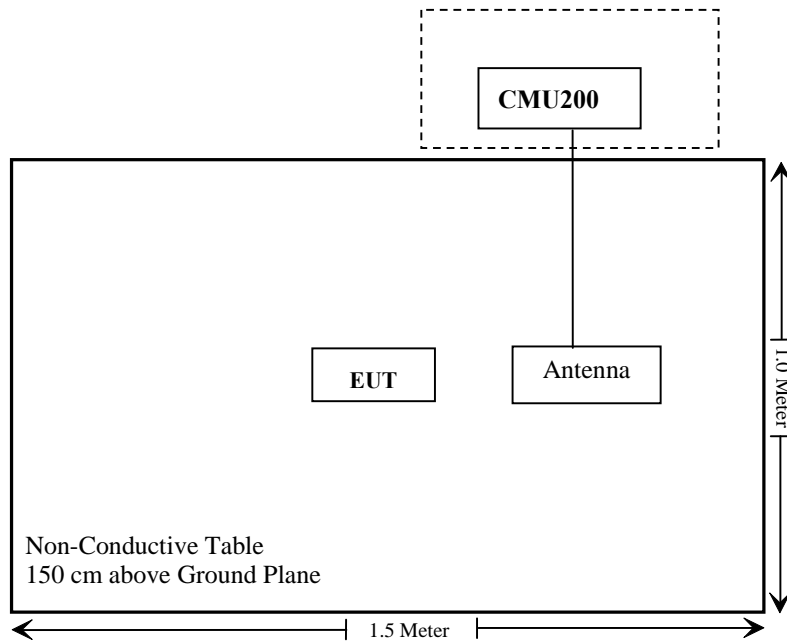 CMU200
EUT
Antenna
1.0 Meter
Non-Conductive Table
150 cm above Ground Plane
1.5 Meter